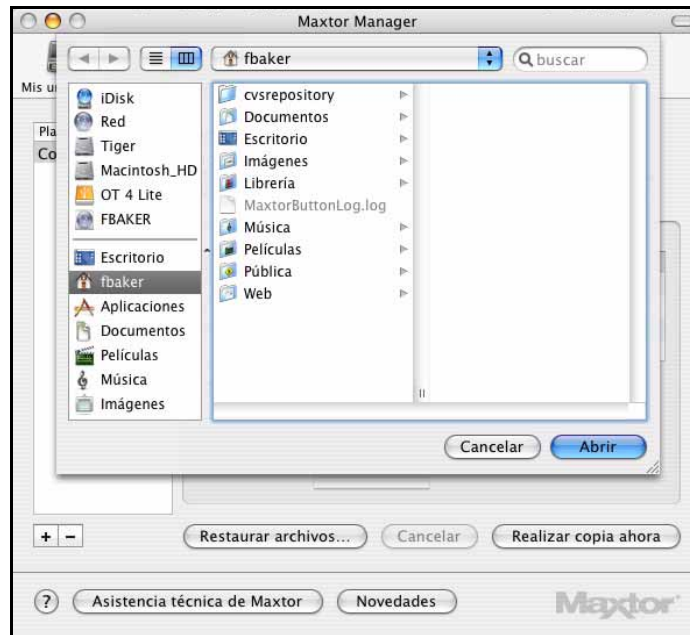 Maxtor Manager
fbaker
buscar
Mis u
Pla
Co
iDisk
Red
Tiger
Macintosh_HD
OT 4 Lite
FBAKER
Escritorio
fbaker
Aplicaciones
Documentos
Películas
Música
Imágenes
cvsrepository
Documentos
Escritorio
Imágenes
Librería
MaxtorButtonLog.log
Música
Películas
Pública
Web
Cancelar
Abrir
+ −
Restaurar archivos...
Cancelar
Realizar copia ahora
?
Asistencia técnica de Maxtor
Novedades
Maxtor